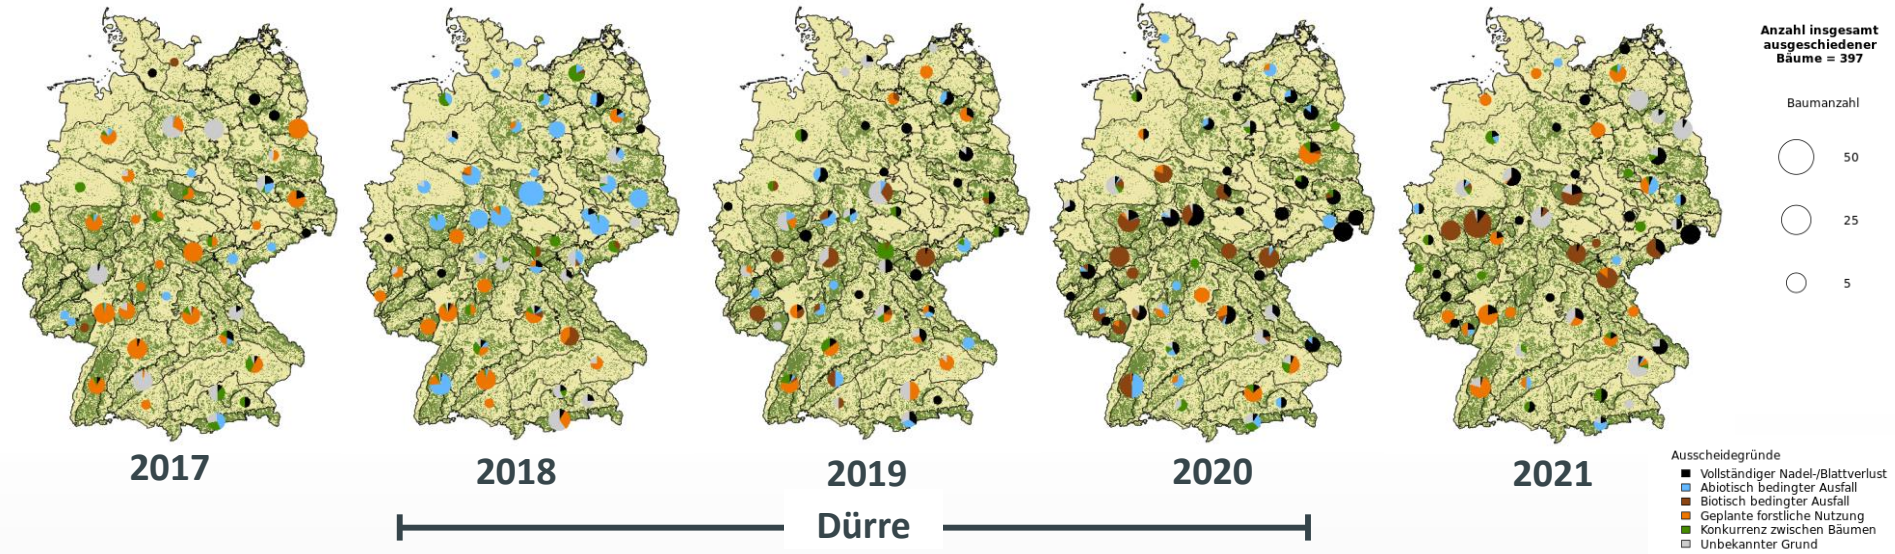 Anzahl insgesamt
ausgeschiedener
Bäume = 397
Baumanzahl
50
25
5
2017
2018
2019
2020
2021
Dürre
Ausscheidegründe
Vollständiger Nadel-/Blattverlust
Abiotisch bedingter Ausfall
Biotisch bedingter Ausfall
Geplante forstliche Nutzung
Konkurrenz zwischen Bäumen
Unbekannter Grund